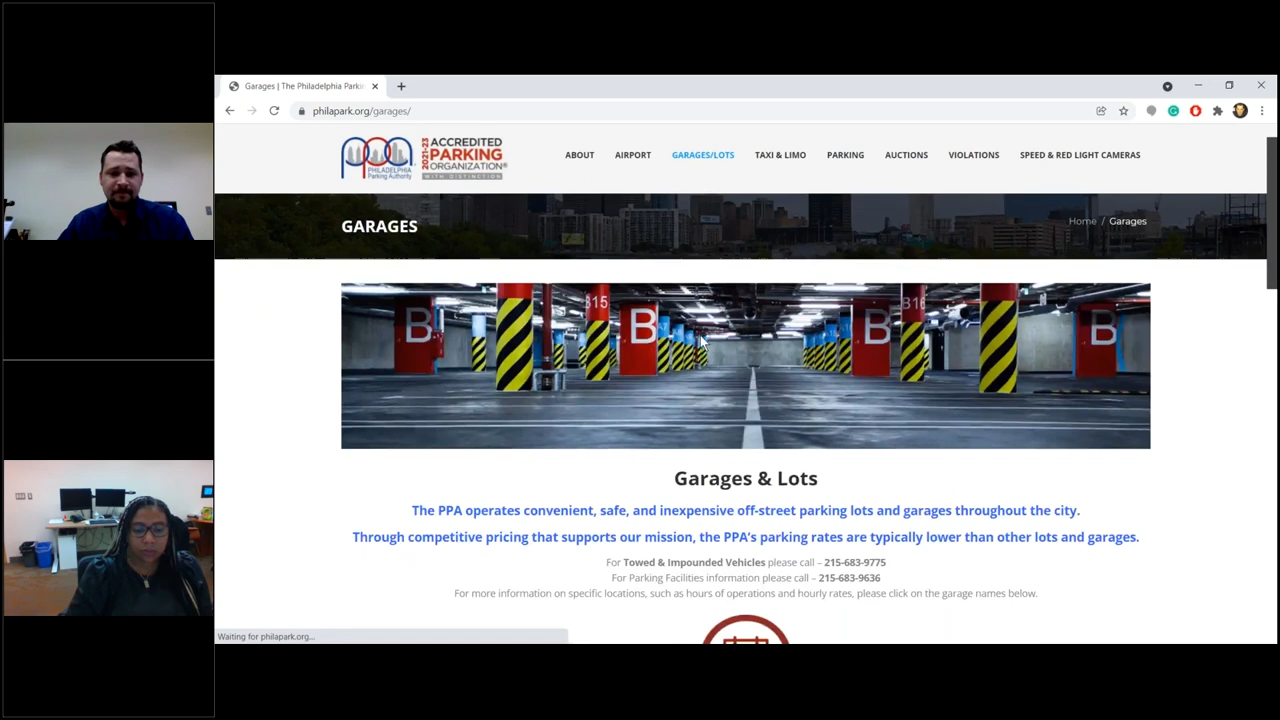 Garages | The Philadelphia Parki
philapark.org/garages/
PHILADELPHIA
Parking Authority
2021-23
ACCREDITED
PARKING
ORGANIZATION
WITH DISTINCTION
ABOUT
AIRPORT
GARAGES/LOTS
TAXI & LIMO
PARKING
AUCTIONS
VIOLATIONS
SPEED & RED LIGHT CAMERAS
GARAGES
Home / Garages
B
B15
B
B
B16
B
Garages & Lots
The PPA operates convenient, safe, and inexpensive off-street parking lots and garages throughout the city.
Through competitive pricing that supports our mission, the PPA's parking rates are typically lower than other lots and garages.
For Towed & Impounded Vehicles please call – 215-683-9775
For Parking Facilities information please call – 215-683-9636
For more information on specific locations, such as hours of operations and hourly rates, please click on the garage names below.
Waiting for philapark.org...